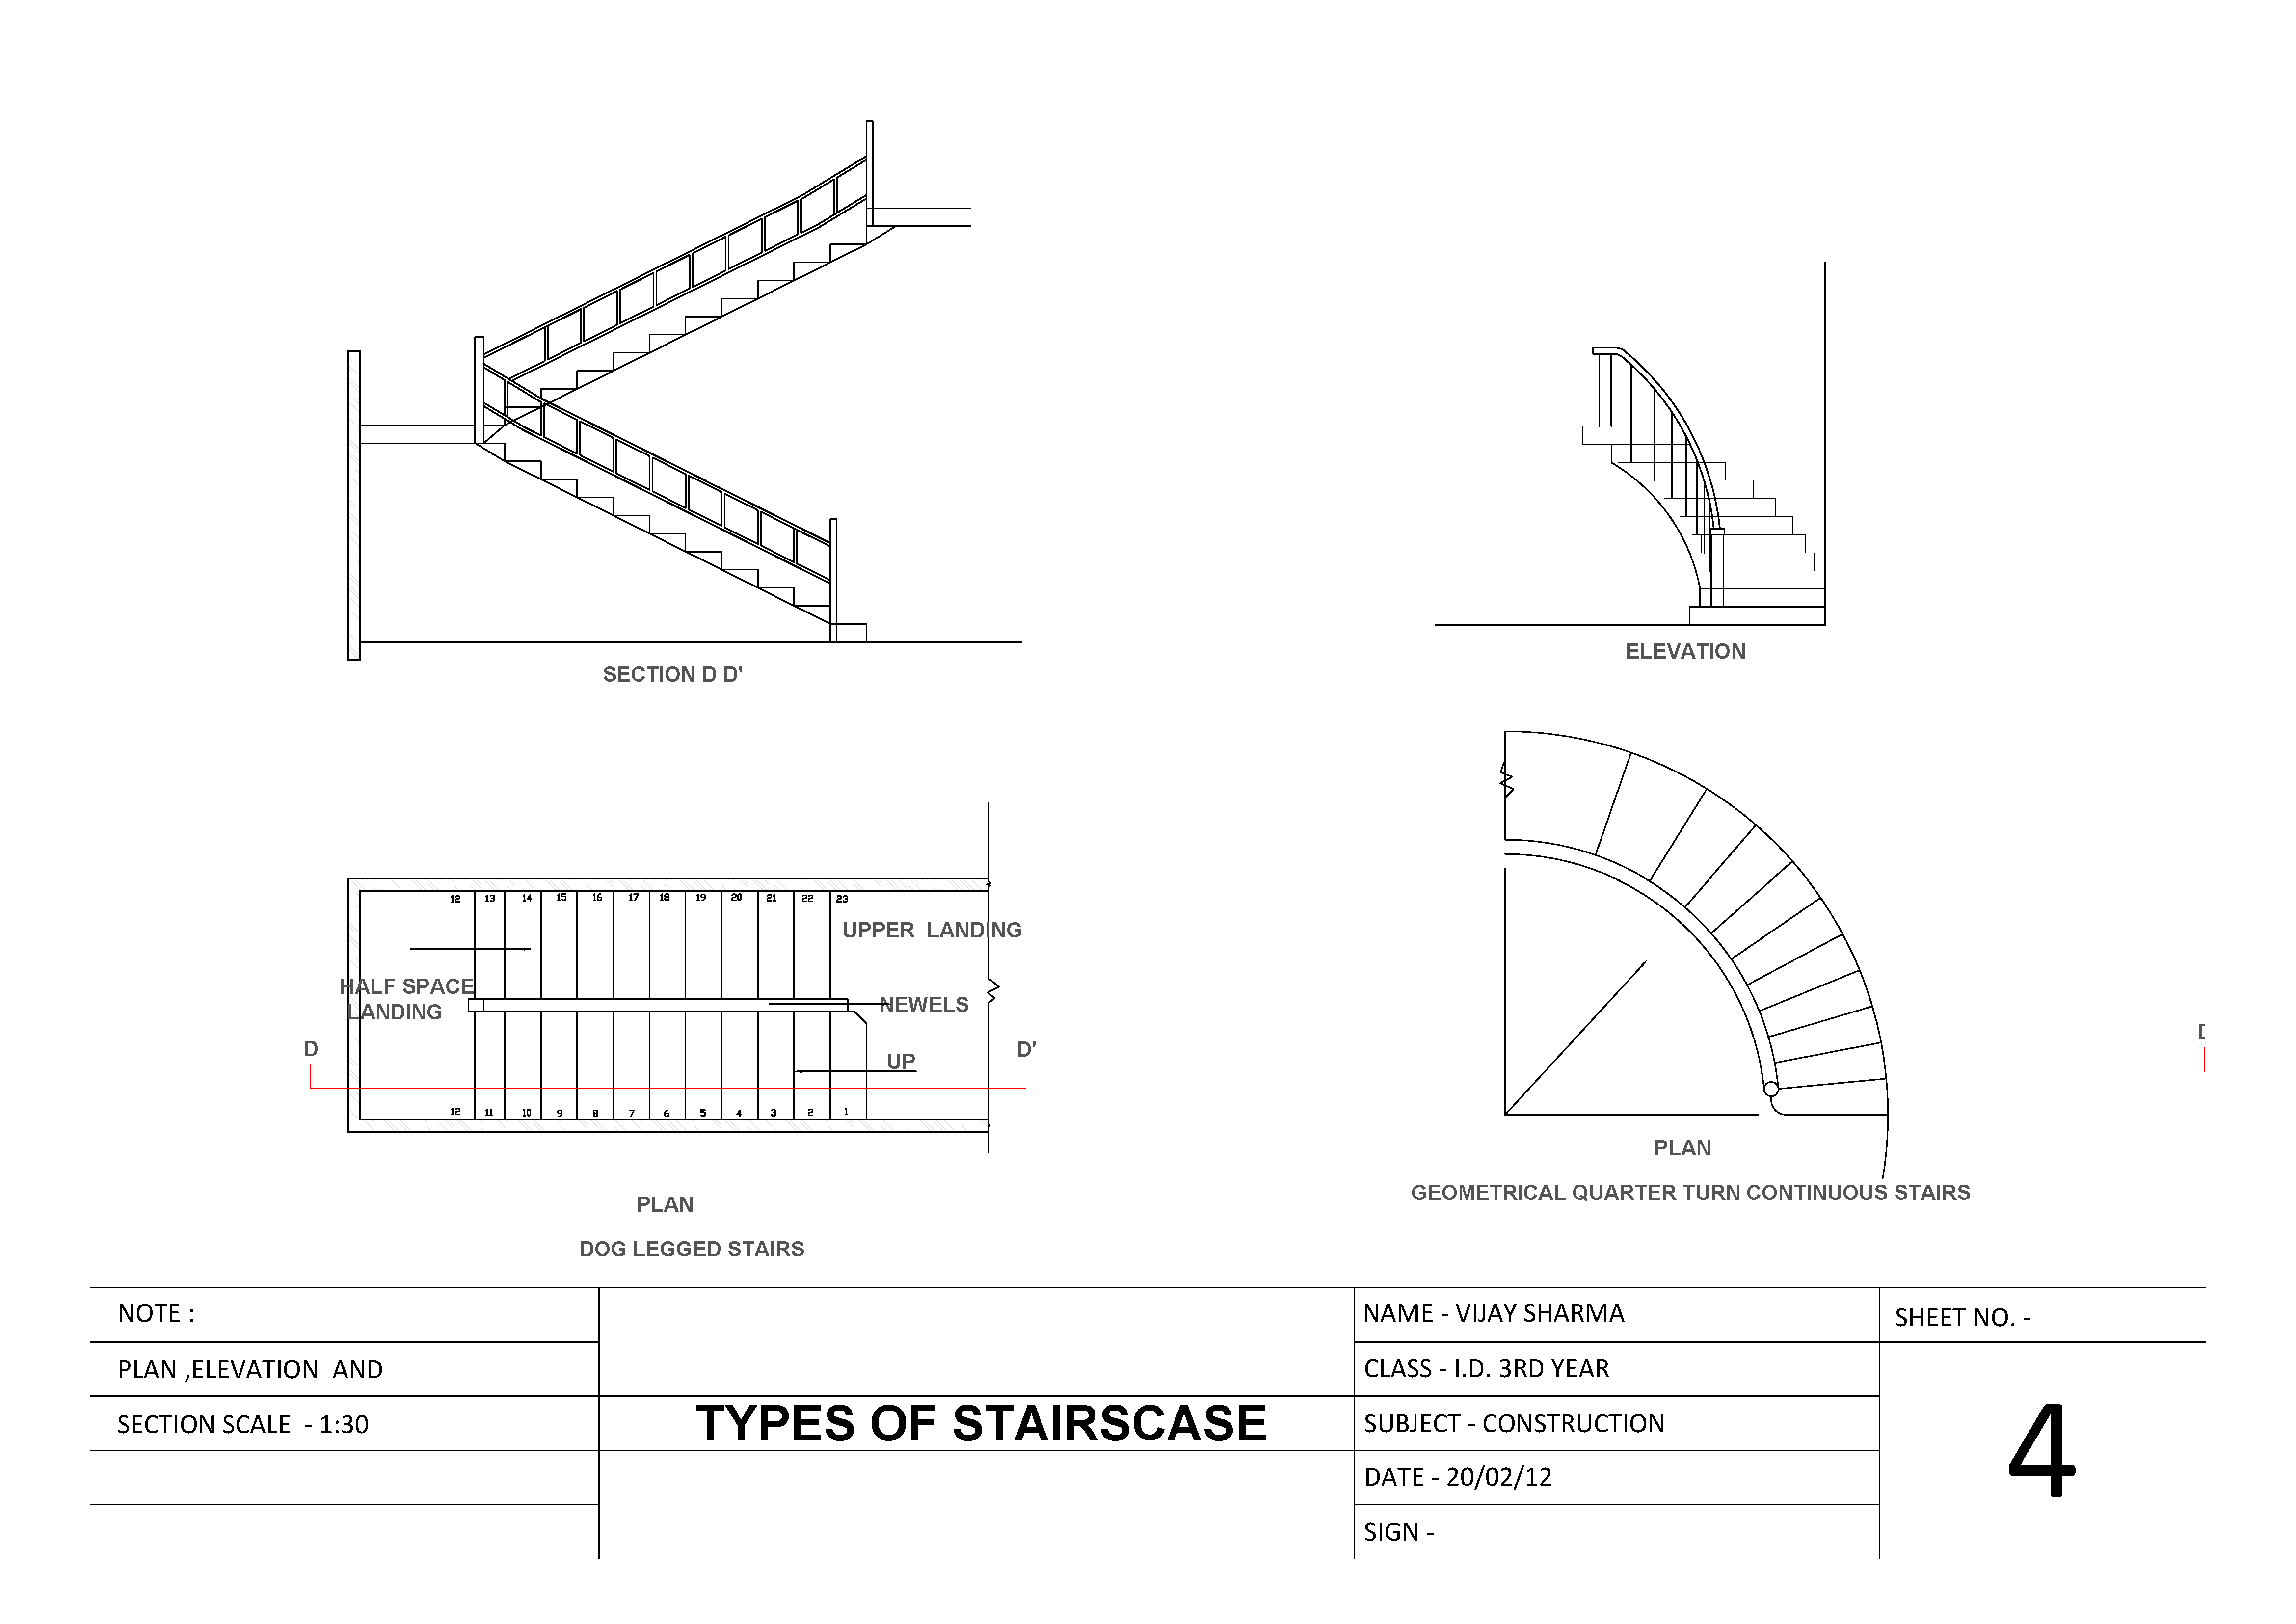 SECTION D D'
ELEVATION
12 13 14 15 16 17 18 19 20 21 22 23
UPPER LANDING
HALF SPACE
LANDING
NEWELS
D
D'
UP
12 11 10 9 8 7 6 5 4 3 2 1
PLAN
DOG LEGGED STAIRS
PLAN
GEOMETRICAL QUARTER TURN CONTINUOUS STAIRS
NOTE :
PLAN ,ELEVATION AND
SECTION SCALE - 1:30
TYPES OF STAIRSCASE
NAME - VIJAY SHARMA
CLASS - I.D. 3RD YEAR
SUBJECT - CONSTRUCTION
DATE - 20/02/12
SIGN -
SHEET NO. -
4